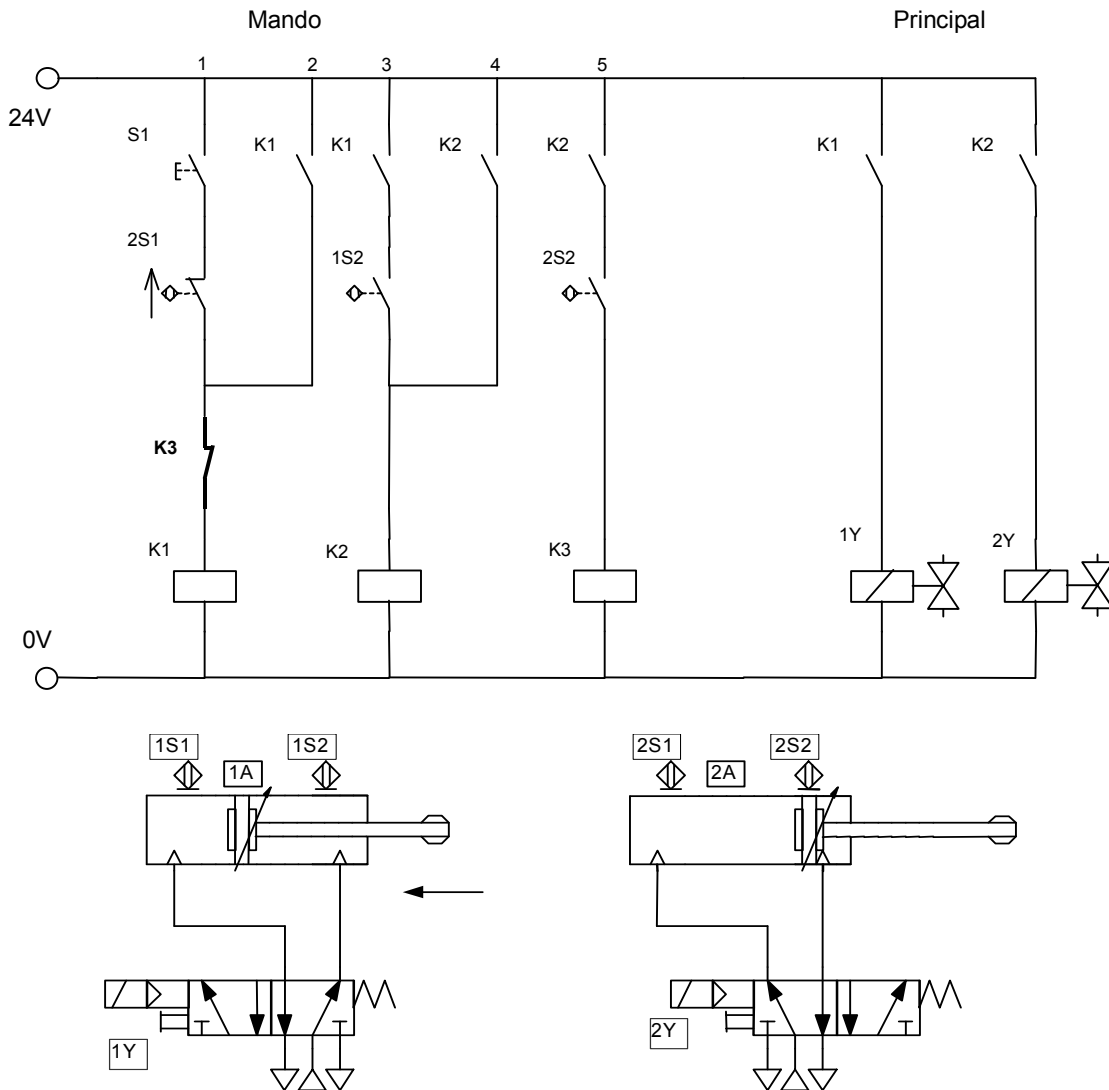 Mando Principal
1 2 3 4 5
24V
S1 K1 K1 K2 K2 K1 K2
2S1 1S2 2S2
K3
K1 K2 K3 1Y 2Y
0V
1S1 1S2 2S1 2S2
1A 2A
1Y 2Y